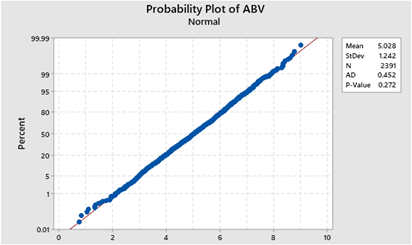 Probability Plot of ABV
Normal
99.99
99
95
80
50
20
5
1
0.01
Percent
0 2 4 6 8 10
Mean 5.028
StDev 1.242
N 2391
AD 0.452
P-Value 0.272